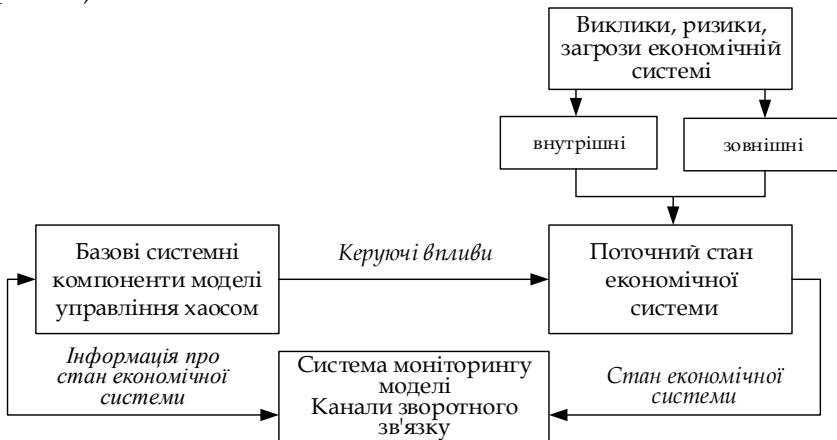 Виклики, ризики,
загрози економічній
системі
внутрішні
зовнішні
Базові системні
компоненти моделі
управління хаосом
Керуючі впливи
Поточний стан
економічної
системи
Інформація про
стан економічної
системи
Система моніторингу
моделі
Канали зворотного
зв'язку
Стан економічної
системи